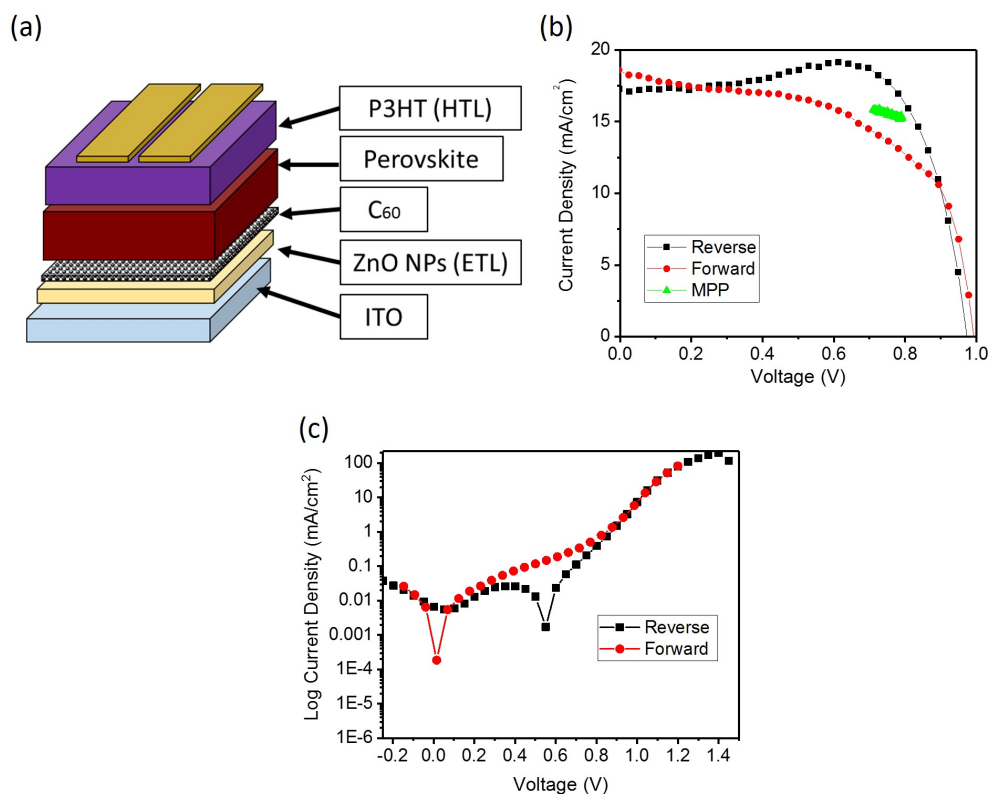 (a)
P3HT (HTL)
Perovskite
C₆₀
ZnO NPs (ETL)
ITO
(b)
20
15
10
5
0
Current Density (mA/cm²)
Reverse
Forward
MPP
0.0 0.2 0.4 0.6 0.8 1.0
Voltage (V)
(c)
100
10
1
0.1
0.01
0.001
1E-4
1E-5
1E-6
Log Current Density (mA/cm²)
Reverse
Forward
-0.2 0.0 0.2 0.4 0.6 0.8 1.0 1.2 1.4
Voltage (V)